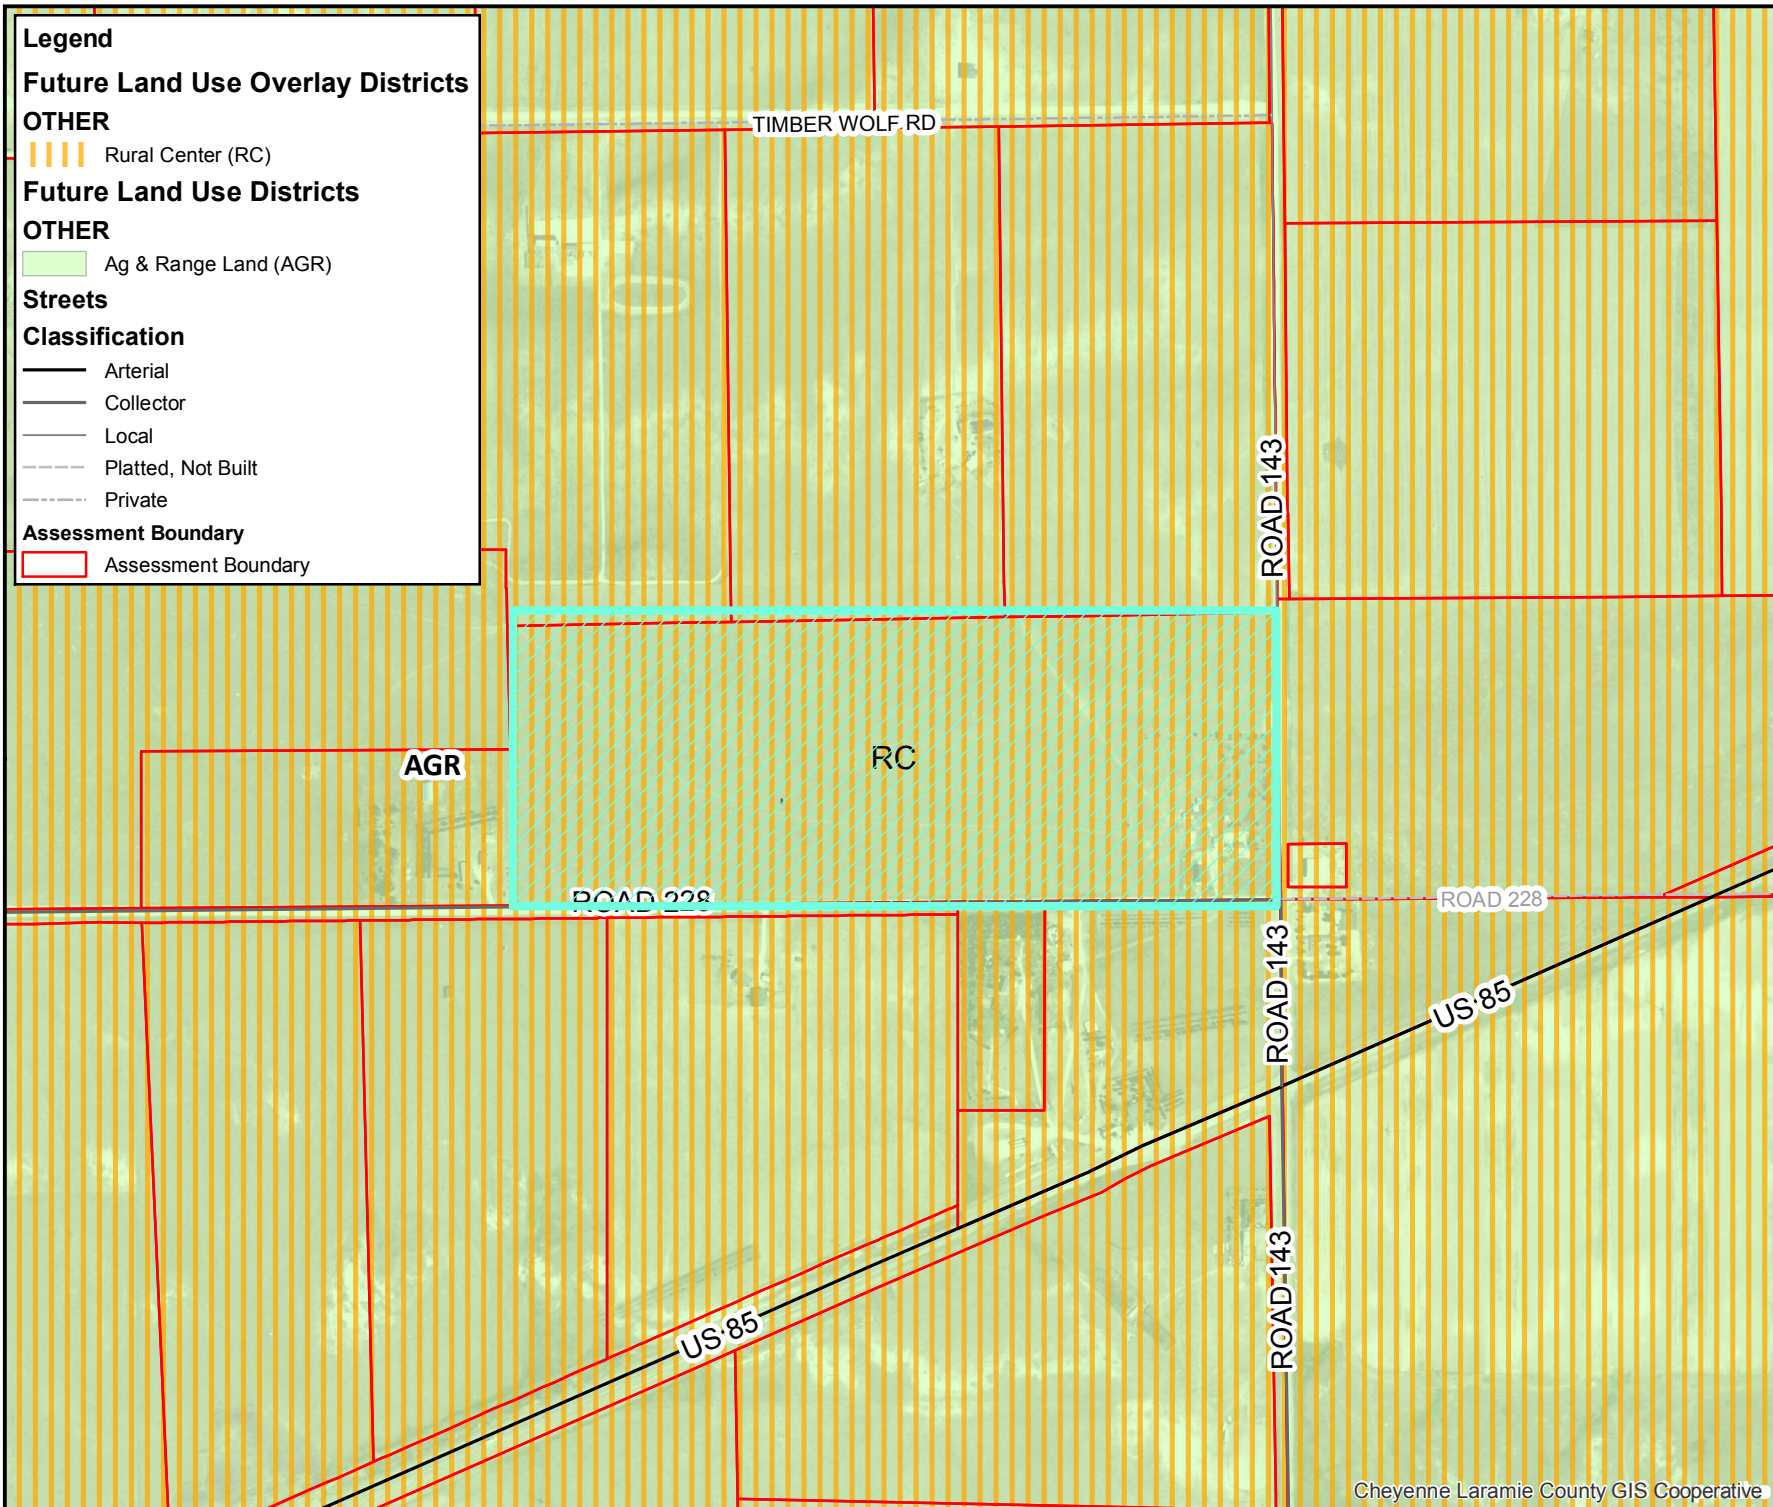 Legend
Future Land Use Overlay Districts
OTHER
Rural Center (RC)
Future Land Use Districts
OTHER
Ag & Range Land (AGR)
Streets
Classification
Arterial
Collector
Local
Platted, Not Built
Private
Assessment Boundary
Assessment Boundary
TIMBER WOLF RD
ROAD 143
RC
AGR
ROAD 228
ROAD 228
ROAD 143
US 85
ROAD 143
US 85
Cheyenne Laramie County GIS Cooperative